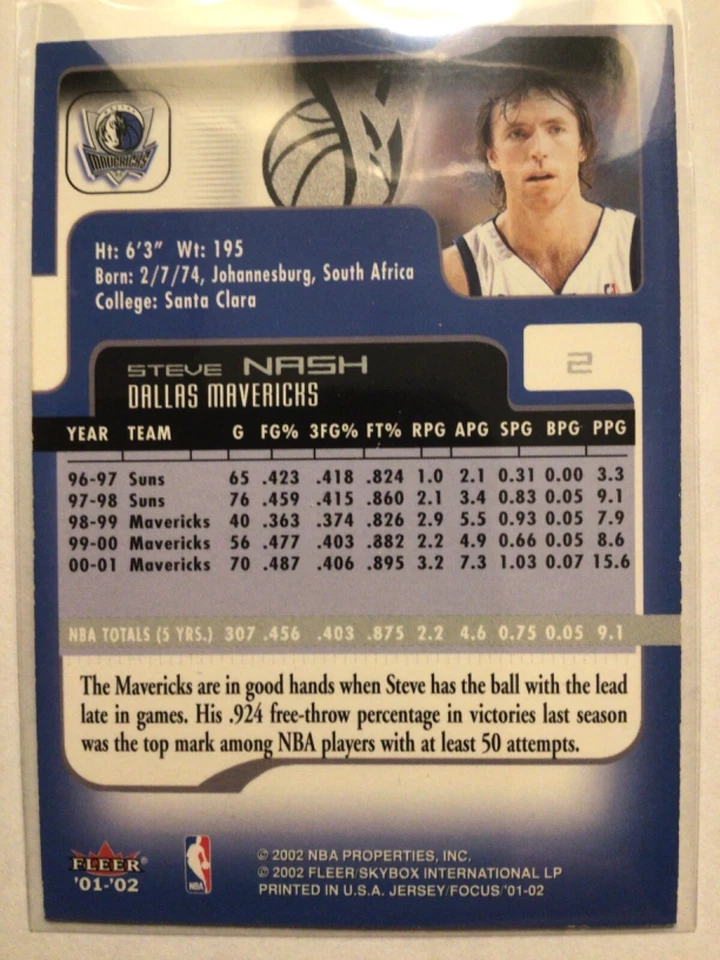 DALLAS
MAVERICKS
Ht: 6'3" Wt: 195
Born: 2/7/74, Johannesburg, South Africa
College: Santa Clara
2
STEVE NASH
DALLAS MAVERICKS
YEAR TEAM G FG% 3FG% FT% RPG APG SPG BPG PPG
96-97 Suns 65 .423 .418 .824 1.0 2.1 0.31 0.00 3.3
97-98 Suns 76 .459 .415 .860 2.1 3.4 0.83 0.05 9.1
98-99 Mavericks 40 .363 .374 .826 2.9 5.5 0.93 0.05 7.9
99-00 Mavericks 56 .477 .403 .882 2.2 4.9 0.66 0.05 8.6
00-01 Mavericks 70 .487 .406 .895 3.2 7.3 1.03 0.07 15.6
NBA TOTALS (5 YRS.) 307 .456 .403 .875 2.2 4.6 0.75 0.05 9.1
The Mavericks are in good hands when Steve has the ball with the lead
late in games. His .924 free-throw percentage in victories last season
was the top mark among NBA players with at least 50 attempts.
FLEER®
'01-'02
NBA
© 2002 NBA PROPERTIES, INC.
© 2002 FLEER/SKYBOX INTERNATIONAL LP
PRINTED IN U.S.A. JERSEY/FOCUS/'01-02